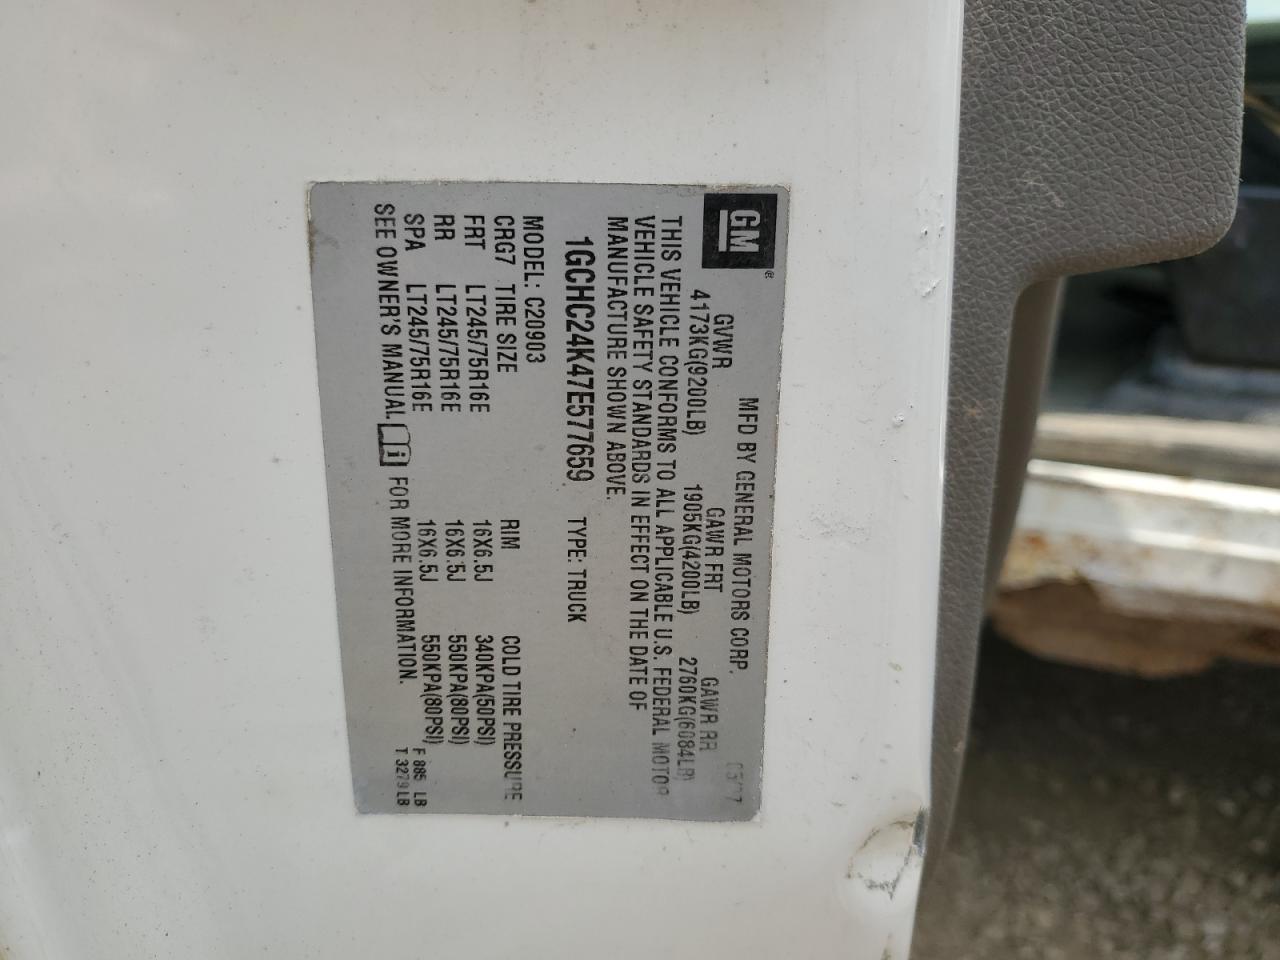 GM®
MFD BY GENERAL MOTORS CORP.
GVWR GAWR FRT GAWR RR
4173KG(9200LB) 1905KG(4200LB) 2760KG(6084LB)
THIS VEHICLE CONFORMS TO ALL APPLICABLE U.S. FEDERAL MOTOR
VEHICLE SAFETY STANDARDS IN EFFECT ON THE DATE OF
MANUFACTURE SHOWN ABOVE.
1GCHC24K47E577659 TYPE: TRUCK
MODEL: C20903
CRG7 TIRE SIZE RIM COLD TIRE PRESSURE
FRT LT245/75R16E 16X6.5J 340KPA(50PSI)
RR LT245/75R16E 16X6.5J 550KPA(80PSI)
SPA LT245/75R16E 16X6.5J 550KPA(80PSI)
SEE OWNER'S MANUAL i FOR MORE INFORMATION.
F 885 LB
T 3279 LB